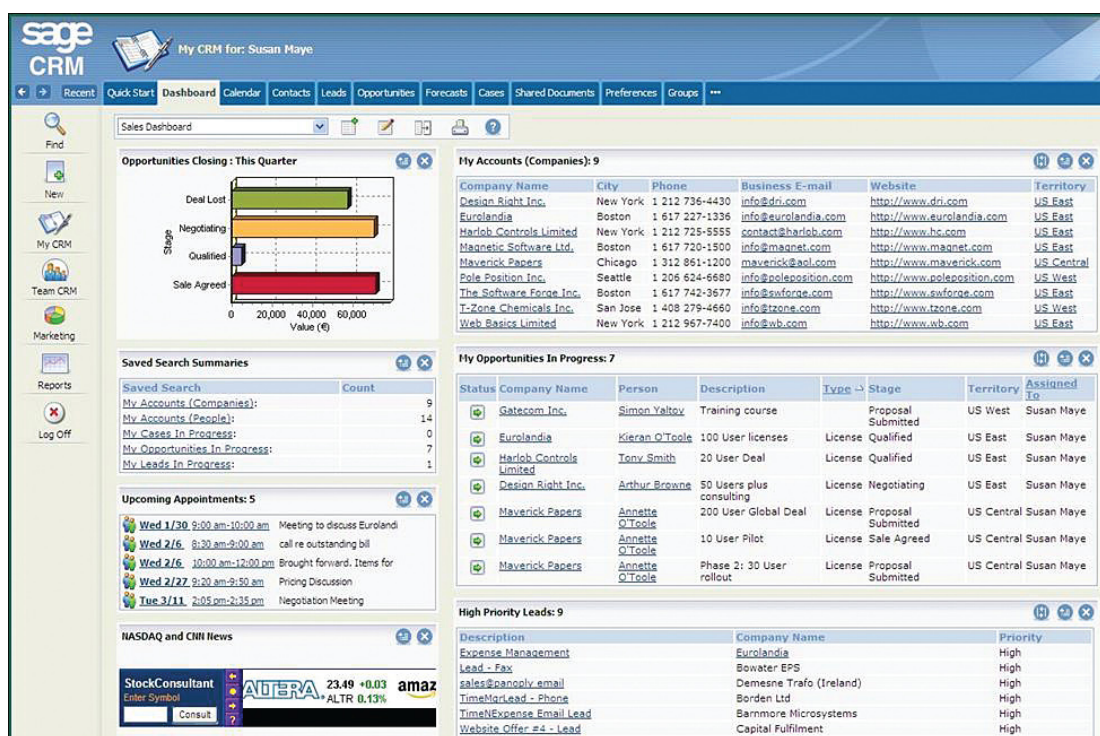 sage
CRM
My CRM for: Susan Maye
Recent
Quick Start Dashboard Calendar Contacts Leads Opportunities Forecasts Cases Shared Documents Preferences Groups •••
Find
New
My CRM
Team CRM
Marketing
Reports
Log Off
Sales Dashboard
Opportunities Closing : This Quarter
Stage
Deal Lost
Negotiating
Qualified
Sale Agreed
0 20,000 40,000 60,000
Value (€)
Saved Search Summaries
Saved Search Count
My Accounts (Companies): 9
My Accounts (People): 14
My Cases In Progress: 0
My Opportunities In Progress: 7
My Leads In Progress: 1
Upcoming Appointments: 5
Wed 1/30 9:00 am-10:00 am Meeting to discuss Eurolandi
Wed 2/6 8:30 am-9:00 am call re outstanding bill
Wed 2/6 10:00 am-12:00 pm Brought forward. Items for
Wed 2/27 9:20 am-9:50 am Pricing Discussion
Tue 3/11 2:05 pm-2:35 pm Negotiation Meeting
NASDAQ and CNN News
StockConsultant
Enter Symbol
Consult
?
ALTERA 23.49 +0.03 amaz
ALTR 0.13%
My Accounts (Companies): 9
Company Name City Phone Business E-mail Website Territory
Design Right Inc. New York 1 212 736-4430 info@dri.com http://www.dri.com US East
Eurolandia Boston 1 617 227-1336 info@eurolandia.com http://www.eurolandia.com US East
Harlob Controls Limited New York 1 212 725-5555 contact@harlob.com http://www.hc.com US East
Magnetic Software Ltd. Boston 1 617 720-1500 info@magnet.com http://www.magnet.com US East
Maverick Papers Chicago 1 312 861-1200 maverick@aol.com http://www.maverick.com US Central
Pole Position Inc. Seattle 1 206 624-6680 info@poleposition.com http://www.poleposition.com US West
The Software Forge Inc. Boston 1 617 742-3677 info@swforge.com http://www.swforge.com US East
T-Zone Chemicals Inc. San Jose 1 408 279-4660 info@tzone.com http://www.tzone.com US West
Web Basics Limited New York 1 212 967-7400 info@wb.com http://www.wb.com US East
My Opportunities In Progress: 7
Status Company Name Person Description Type Stage Territory Assigned To
Gatecom Inc. Simon Yaltoy Training course Proposal Submitted US West Susan Maye
Eurolandia Kieran O'Toole 100 User licenses License Qualified US East Susan Maye
Harlob Controls Limited Tony Smith 20 User Deal License Qualified US East Susan Maye
Design Right Inc. Arthur Browne 50 Users plus consulting License Negotiating US East Susan Maye
Maverick Papers Annette O'Toole 200 User Global Deal License Proposal Submitted US Central Susan Maye
Maverick Papers Annette O'Toole 10 User Pilot License Sale Agreed US Central Susan Maye
Maverick Papers Annette O'Toole Phase 2: 30 User rollout License Proposal Submitted US Central Susan Maye
High Priority Leads: 9
Description Company Name Priority
Expense Management Eurolandia High
Lead - Fax Bowater EPS High
sales@panoply email Demesne Trafo (Ireland) High
TimeMgrLead - Phone Borden Ltd High
TimeNExpense Email Lead Barnmore Microsystems High
Website Offer #4 - Lead Capital Fulfilment High